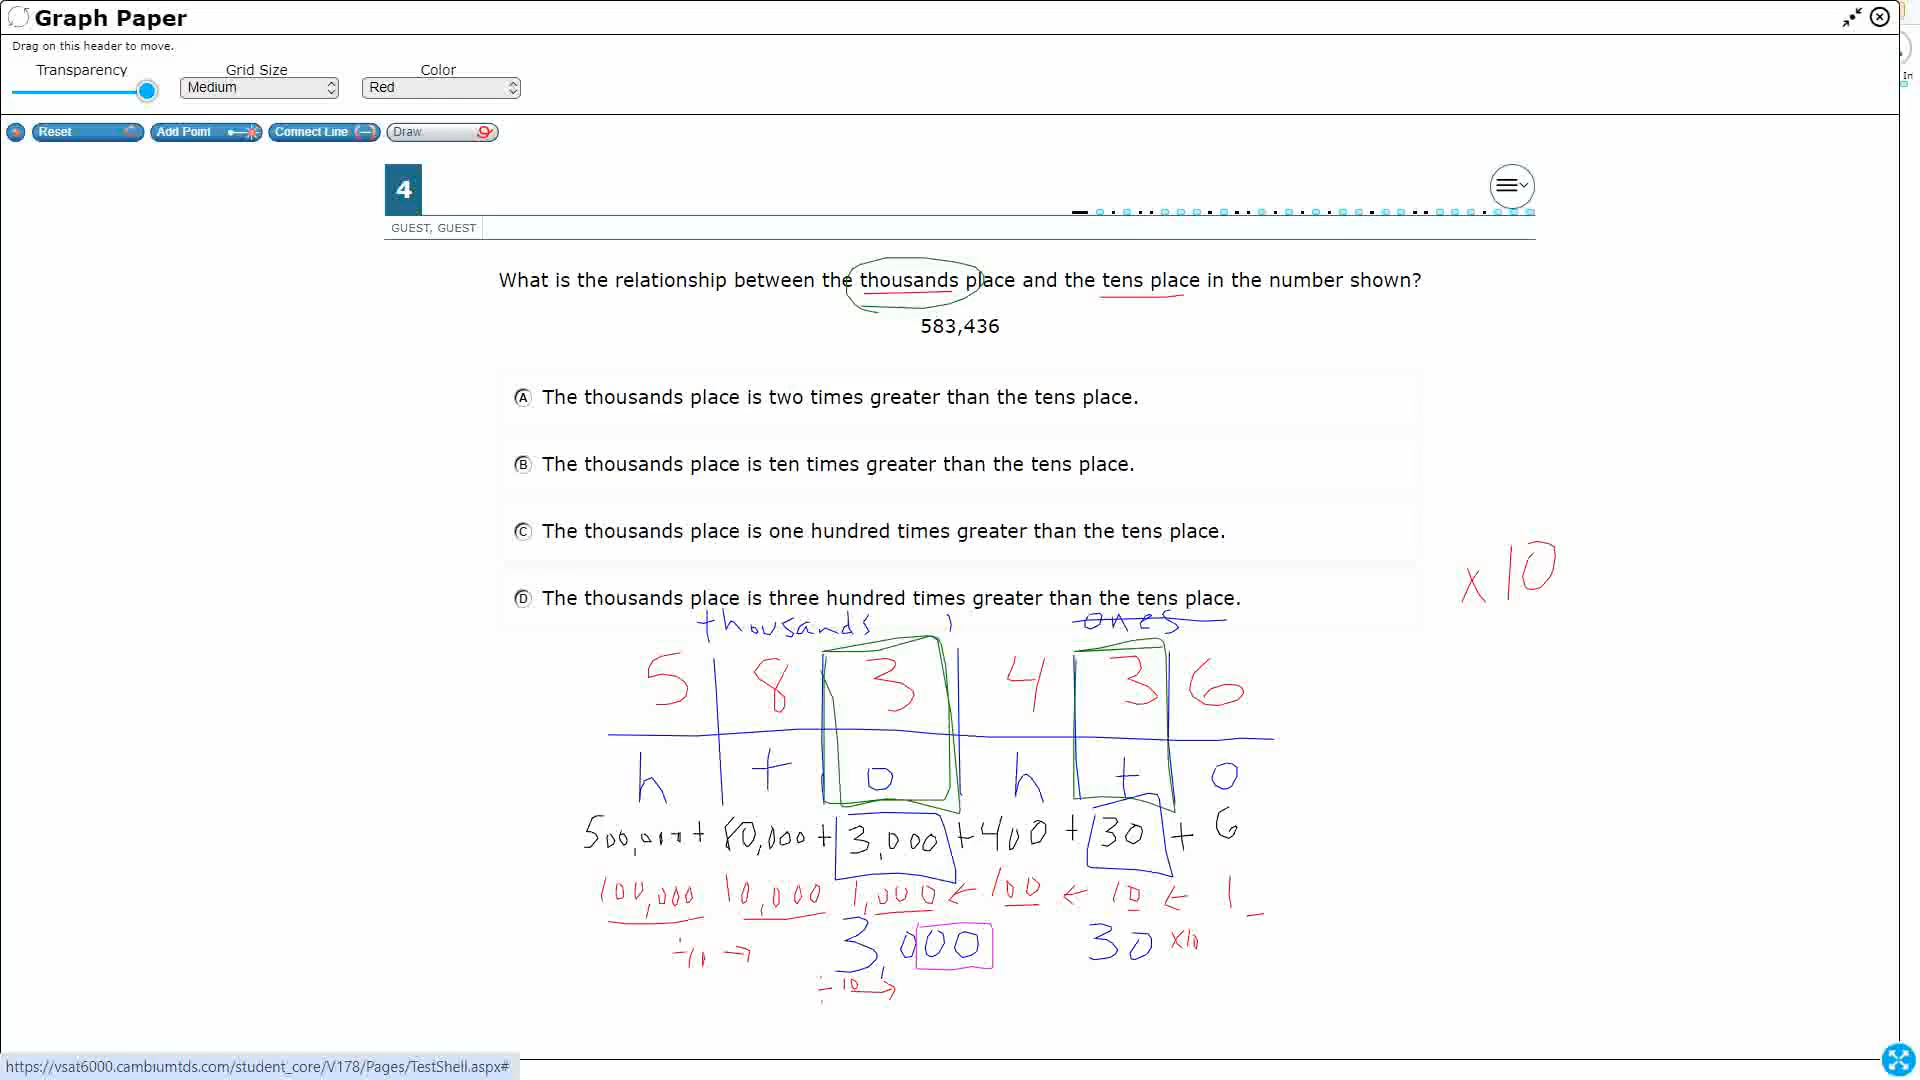 Graph Paper
Drag on this header to move.
Transparency Grid Size Color
Medium Red
Reset Add Point Connect Line Draw
4
GUEST, GUEST
What is the relationship between the thousands place and the tens place in the number shown?
583,436
A The thousands place is two times greater than the tens place.
B The thousands place is ten times greater than the tens place.
C The thousands place is one hundred times greater than the tens place.
D The thousands place is three hundred times greater than the tens place.
x 10
thousands , ones
5 8 3 4 3 6
h t o h t o
500,000 + 80,000 + 3,000 + 400 + 30 + 6
100,000 10,000 1,000 ← 100 ← 10 ← 1
÷10 → 3,000 30 x10
÷10 →
https://vsat6000.cambiumtds.com/student_core/V178/Pages/TestShell.aspx#